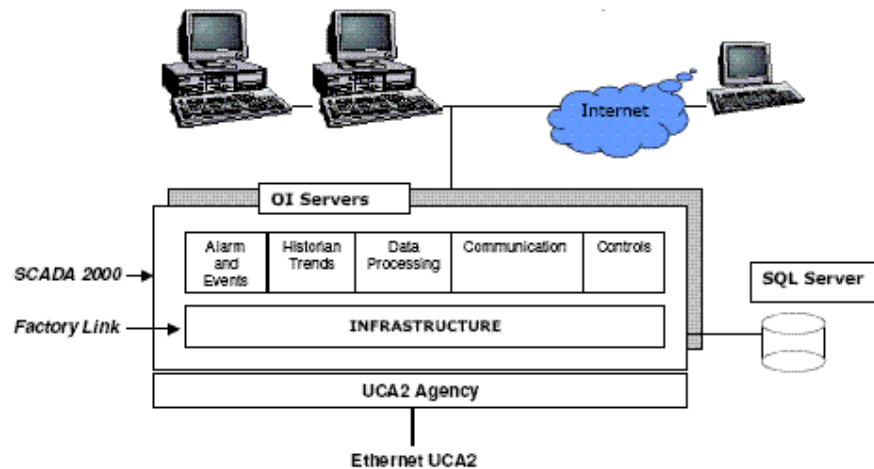 Internet
OI Servers
Alarm
and
Events
Historian
Trends
Data
Processing
Communication
Controls
SCADA 2000
SQL Server
Factory Link
INFRASTRUCTURE
UCA2 Agency
Ethernet UCA2